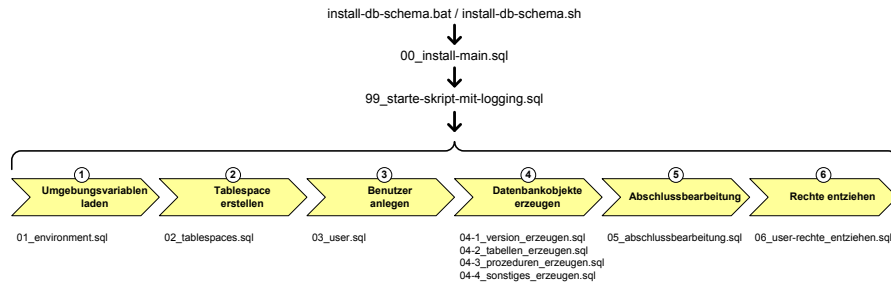 install-db-schema.bat / install-db-schema.sh
00_install-main.sql
99_starte-skript-mit-logging.sql
1
Umgebungsvariablen
laden
2
Tablespace
erstellen
3
Benutzer
anlegen
4
Datenbankobjekte
erzeugen
5
Abschlussbearbeitung
6
Rechte entziehen
01_environment.sql
02_tablespaces.sql
03_user.sql
04-1_version_erzeugen.sql
04-2_tabellen_erzeugen.sql
04-3_prozeduren_erzeugen.sql
04-4_sonstiges_erzeugen.sql
05_abschlussbearbeitung.sql
06_user-rechte_entziehen.sql